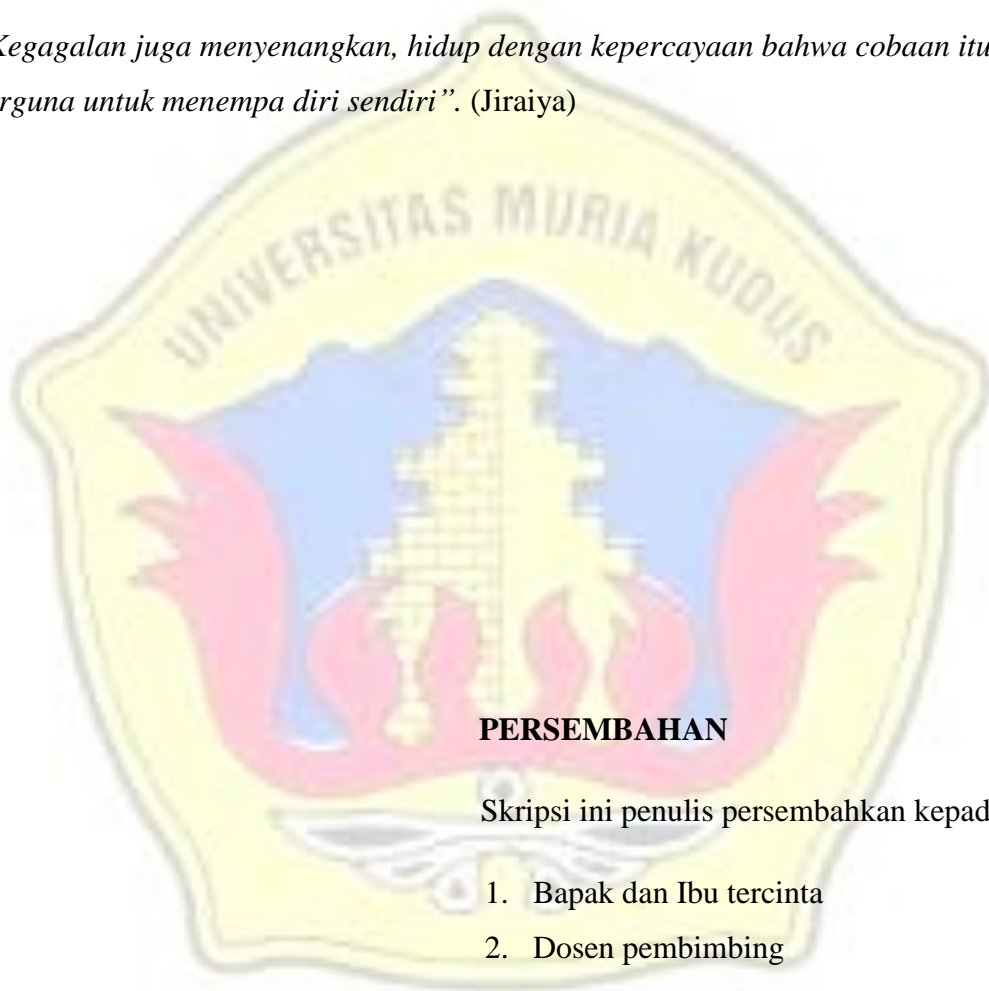 Kegagalan juga menyenangkan, hidup dengan kepercayaan bahwa cobaan itu
rguna untuk menempa diri sendiri”. (Jiraiya)
UNIVERSITAS MURIA KUDUS
PERSEMBAHAN
Skripsi ini penulis persembahkan kepad
1. Bapak dan Ibu tercinta
2. Dosen pembimbing